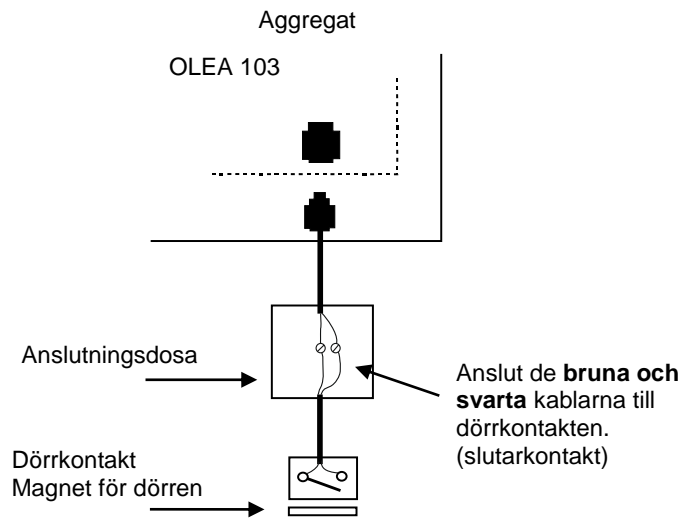 Aggregat
OLEA 103
Anslutningsdosa
Anslut de bruna och
svarta kablarna till
dörrkontakten.
(slutarkontakt)
Dörrkontakt
Magnet för dörren